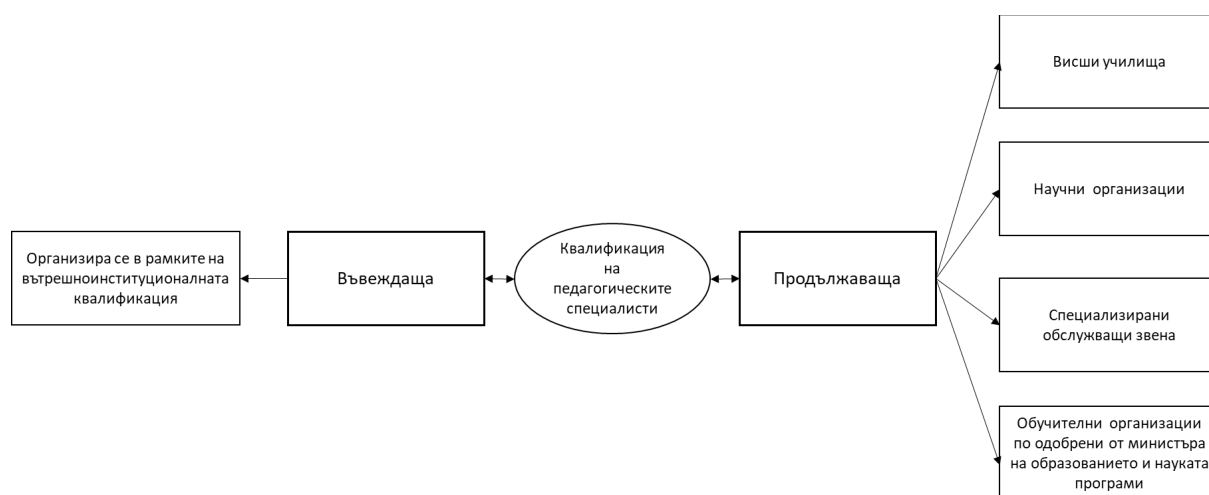 Организира се в рамките на
вътрешноинституционалната
квалификация
Въвеждаща
Квалификация
на
педагогическите
специалисти
Продължаваща
Висши училища
Научни организации
Специализирани
обслужващи звена
Обучителни организации
по одобрени от министъра
на образованието и науката
програми